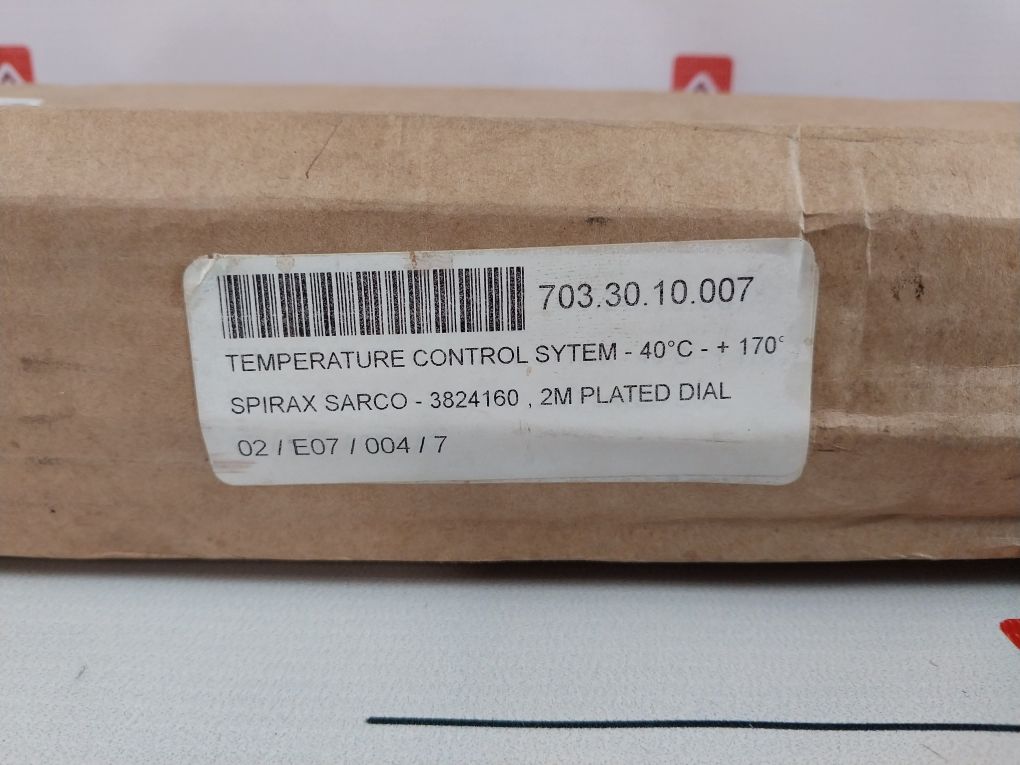 703.30.10.007
TEMPERATURE CONTROL SYTEM - 40°C - + 170°
SPIRAX SARCO - 3824160 , 2M PLATED DIAL
02 / E07 / 004 / 7